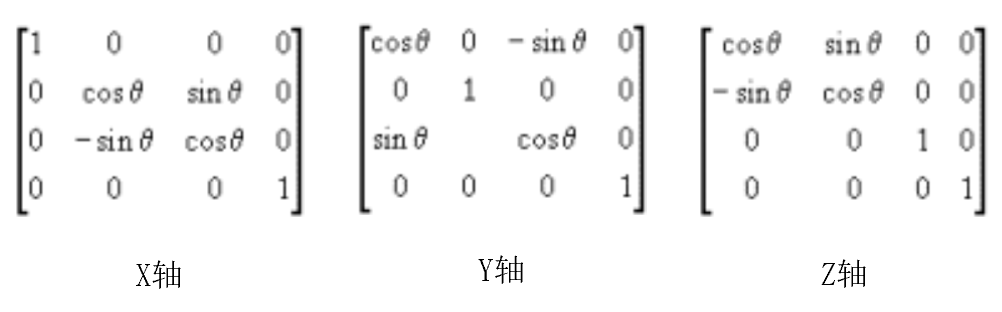 1 0 0 0
0 cosθ sinθ 0
0 -sinθ cosθ 0
0 0 0 1
X轴
cosθ 0 -sinθ 0
0 1 0 0
sinθ cosθ 0
0 0 0 1
Y轴
cosθ sinθ 0 0
-sinθ cosθ 0 0
0 0 1 0
0 0 0 1
Z轴